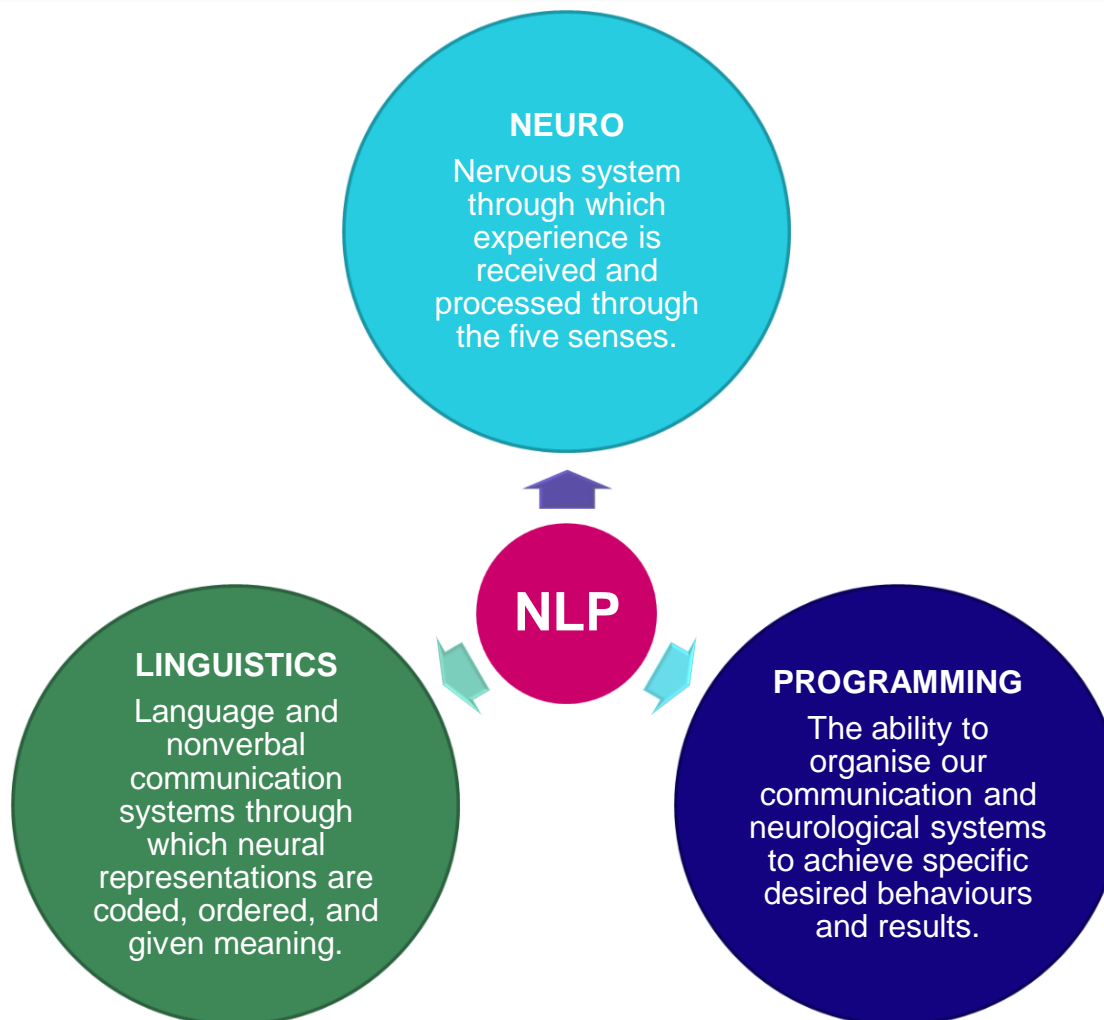 NEURO
Nervous system
through which
experience is
received and
processed through
the five senses.
NLP
LINGUISTICS
Language and
nonverbal
communication
systems through
which neural
representations are
coded, ordered, and
given meaning.
PROGRAMMING
The ability to
organise our
communication and
neurological systems
to achieve specific
desired behaviours
and results.